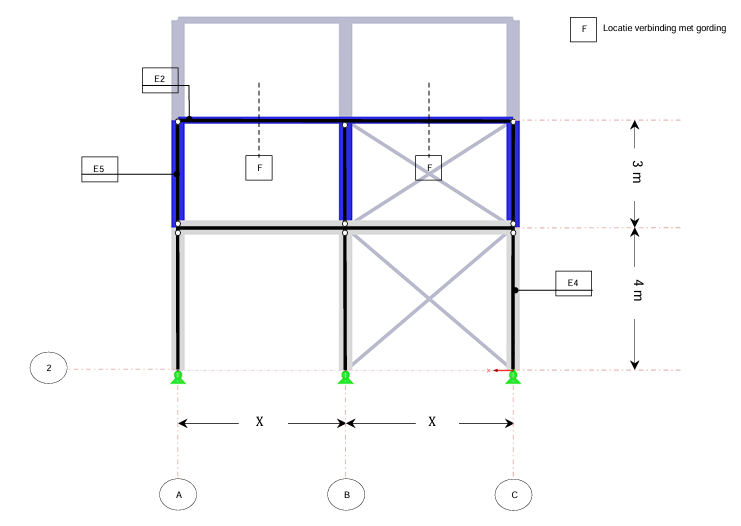 F Locatie verbinding met gording
E2
E5
F F
3 m
E4
4 m
2
x
X X
A B C